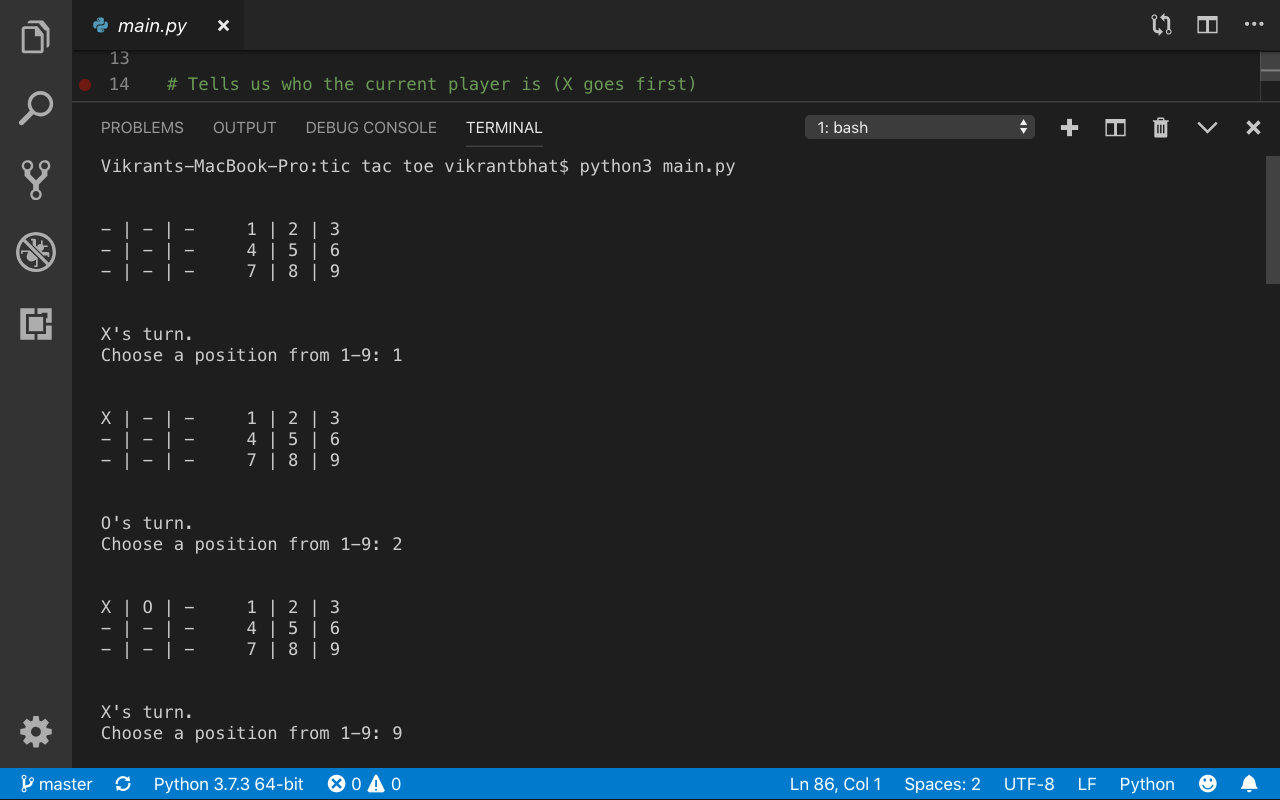 main.py
13
14 # Tells us who the current player is (X goes first)
PROBLEMS OUTPUT DEBUG CONSOLE TERMINAL 1: bash
Vikrants-MacBook-Pro:tic tac toe vikrantbhat$ python3 main.py
- | - | -     1 | 2 | 3
- | - | -     4 | 5 | 6
- | - | -     7 | 8 | 9
X's turn.
Choose a position from 1-9: 1
X | - | -     1 | 2 | 3
- | - | -     4 | 5 | 6
- | - | -     7 | 8 | 9
O's turn.
Choose a position from 1-9: 2
X | O | -     1 | 2 | 3
- | - | -     4 | 5 | 6
- | - | -     7 | 8 | 9
X's turn.
Choose a position from 1-9: 9
master Python 3.7.3 64-bit 0 0 Ln 86, Col 1 Spaces: 2 UTF-8 LF Python